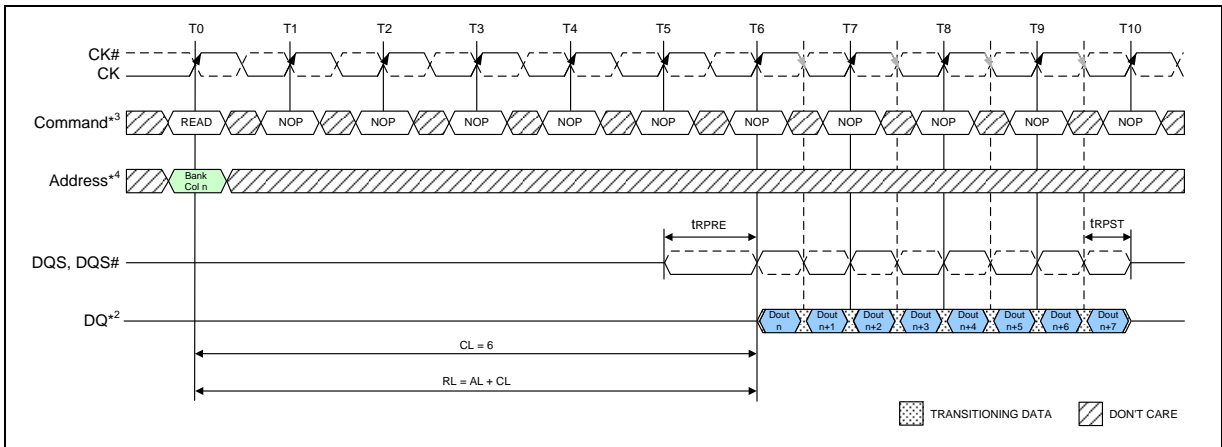 T0 T1 T2 T3 T4 T5 T6 T7 T8 T9 T10
CK#
CK
Command*3 READ NOP NOP NOP NOP NOP NOP NOP NOP NOP NOP
Address*4 Bank
Col n
tRPRE tRPST
DQS, DQS#
DQ*2 Dout Dout Dout Dout Dout Dout Dout Dout
n n+1 n+2 n+3 n+4 n+5 n+6 n+7
CL = 6
RL = AL + CL
TRANSITIONING DATA DON'T CARE